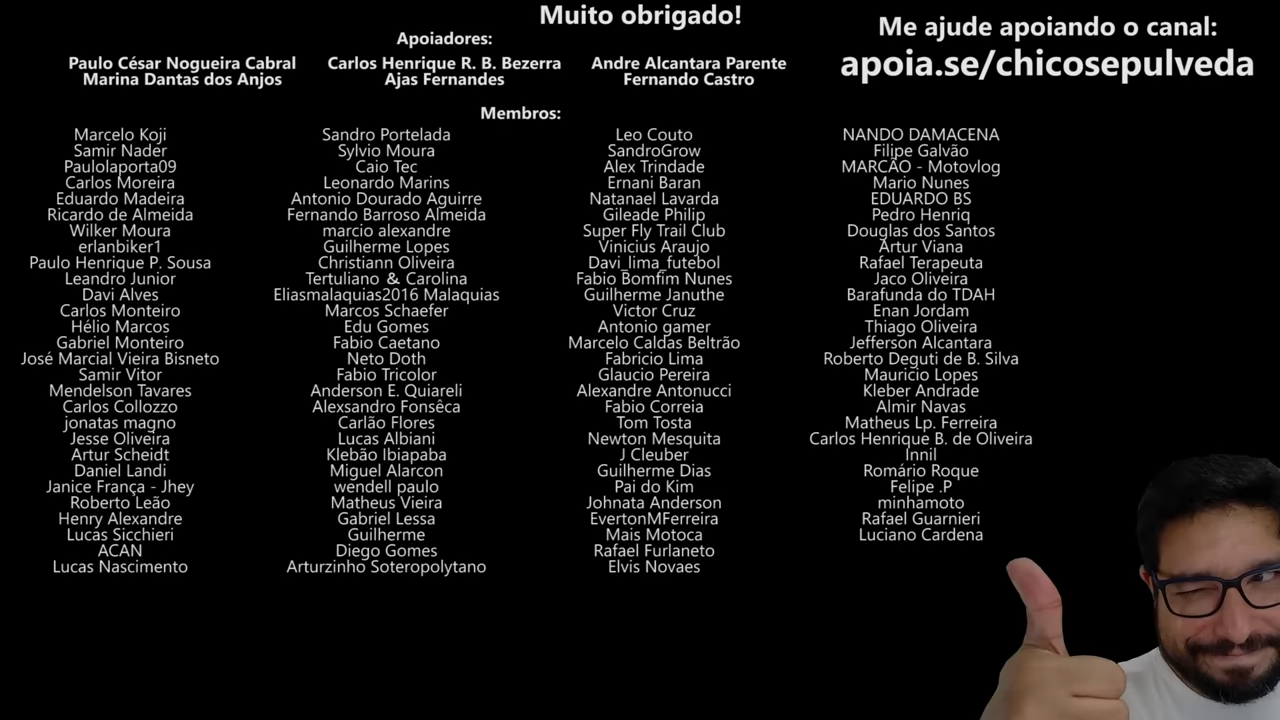 Muito obrigado!
Apoiadores:
Paulo César Nogueira Cabral
Marina Dantas dos Anjos
Carlos Henrique R. B. Bezerra
Ajas Fernandes
Andre Alcantara Parente
Fernando Castro
Me ajude apoiando o canal:
apoia.se/chicosepulveda
Membros:
Marcelo Koji
Samir Nader
Paulolaporta09
Carlos Moreira
Eduardo Madeira
Ricardo de Almeida
Wilker Moura
erlanbiker1
Paulo Henrique P. Sousa
Leandro Junior
Davi Alves
Carlos Monteiro
Hélio Marcos
Gabriel Monteiro
José Marcial Vieira Bisneto
Samir Vitor
Mendelson Tavares
Carlos Collozzo
jonatas magno
Jesse Oliveira
Artur Scheidt
Daniel Landi
Janice França - Jhey
Roberto Leão
Henry Alexandre
Lucas Sicchieri
ACAN
Lucas Nascimento
Sandro Portelada
Sylvio Moura
Caio Tec
Leonardo Marins
Antonio Dourado Aguirre
Fernando Barroso Almeida
marcio alexandre
Guilherme Lopes
Christiann Oliveira
Tertuliano & Carolina
Eliasmalaquias2016 Malaquias
Marcos Schaefer
Edu Gomes
Fabio Caetano
Neto Doth
Fabio Tricolor
Anderson E. Quiareli
Alexsandro Fonsêca
Carlão Flores
Lucas Albiani
Klebão Ibiapaba
Miguel Alarcon
wendell paulo
Matheus Vieira
Gabriel Lessa
Guilherme
Diego Gomes
Arturzinho Soteropolytano
Leo Couto
SandroGrow
Alex Trindade
Ernani Baran
Natanael Lavarda
Gileade Philip
Super Fly Trail Club
Vinicius Araujo
Davi_lima_futebol
Fabio Bomfim Nunes
Guilherme Januthe
Victor Cruz
Antonio gamer
Marcelo Caldas Beltrão
Fabricio Lima
Glaucio Pereira
Alexandre Antonucci
Fabio Correia
Tom Tosta
Newton Mesquita
J Cleuber
Guilherme Dias
Pai do Kim
Johnata Anderson
EvertonMFerreira
Mais Motoca
Rafael Furlaneto
Elvis Novaes
NANDO DAMACENA
Filipe Galvão
MARCÃO - Motovlog
Mario Nunes
EDUARDO BS
Pedro Henriq
Douglas dos Santos
Artur Viana
Rafael Terapeuta
Jaco Oliveira
Barafunda do TDAH
Enan Jordam
Thiago Oliveira
Jefferson Alcantara
Roberto Deguti de B. Silva
Mauricio Lopes
Kleber Andrade
Almir Navas
Matheus Lp. Ferreira
Carlos Henrique B. de Oliveira
Innil
Romário Roque
Felipe .P
minhamoto
Rafael Guarnieri
Luciano Cardena